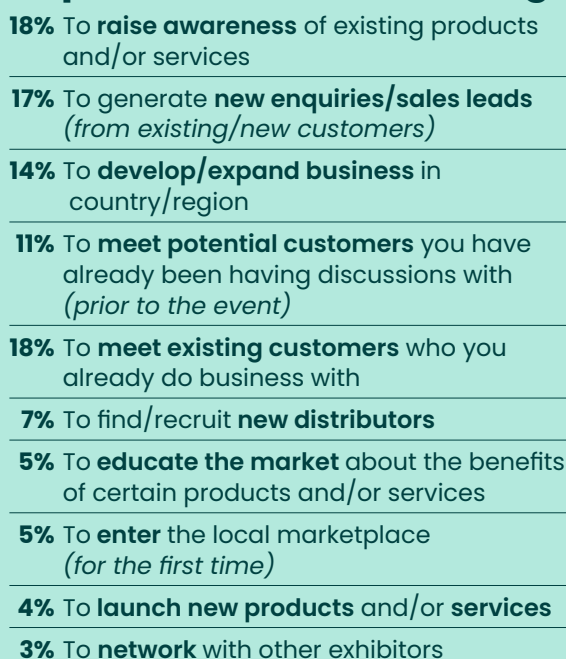 18% To raise awareness of existing products
and/or services
17% To generate new enquiries/sales leads
(from existing/new customers)
14% To develop/expand business in
country/region
11% To meet potential customers you have
already been having discussions with
(prior to the event)
18% To meet existing customers who you
already do business with
7% To find/recruit new distributors
5% To educate the market about the benefits
of certain products and/or services
5% To enter the local marketplace
(for the first time)
4% To launch new products and/or services
3% To network with other exhibitors